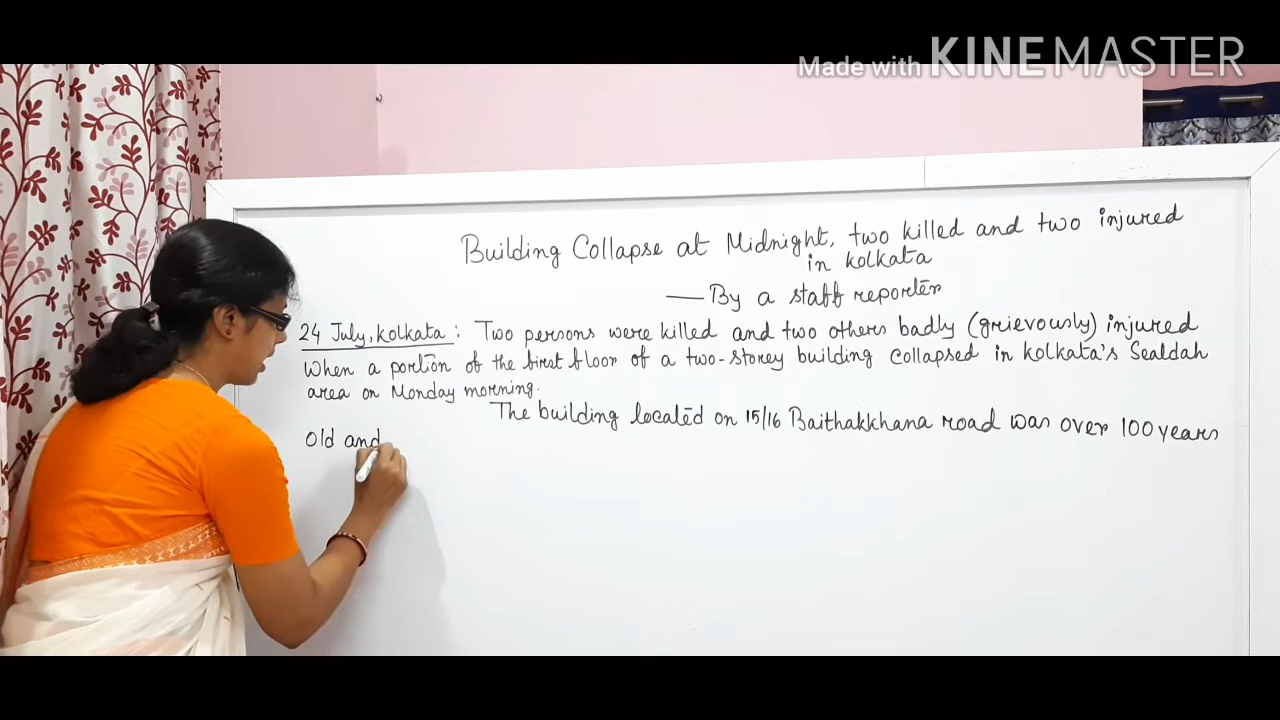 Made with KINEMASTER
Building Collapse at Midnight, two killed and two injured
in kolkata
— By a staff reporter
24 July, Kolkata : Two persons were killed and two others badly (grievously) injured
When a portion of the first floor of a two-storey building collapsed in Kolkata's Sealdah
area on Monday morning.
The building located on 15/16 Baithakkhana road was over 100 years
Old and